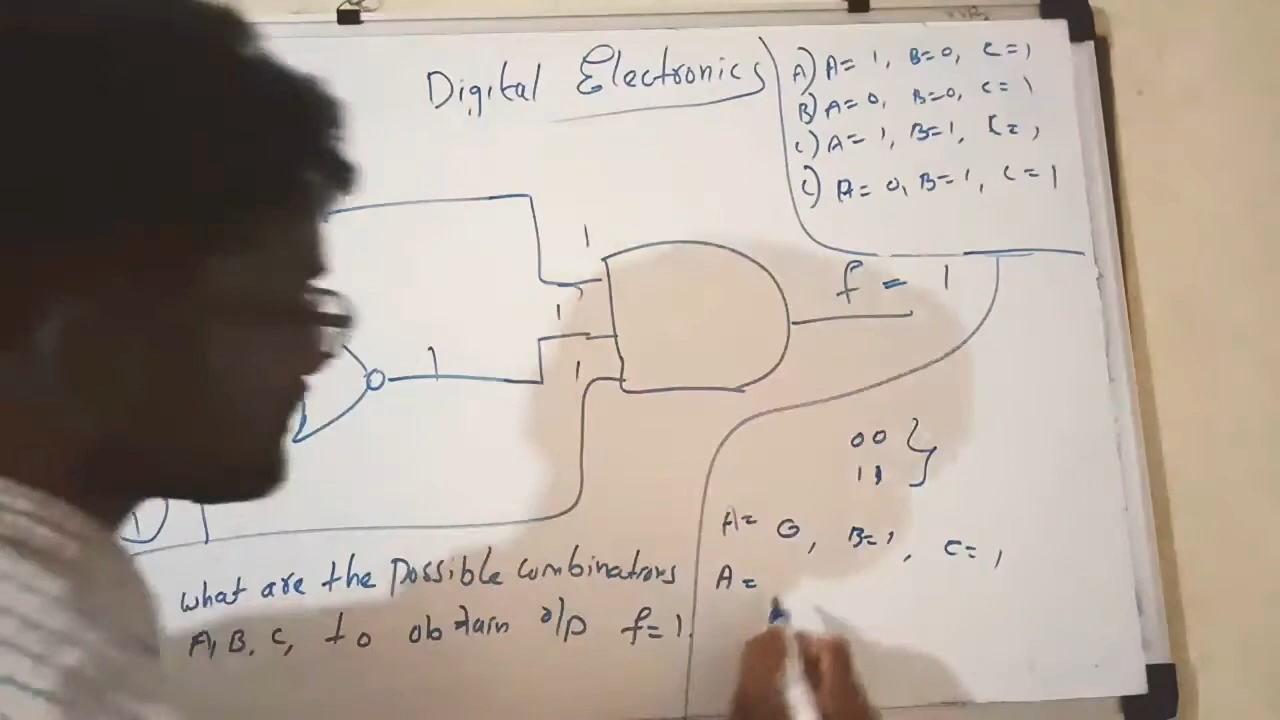 Digital Electronics
A) A= 1, B=0, C=1
B) A=0, B=0, C=1
C) A=1, B=1, C=1
C) A=0, B=1, C=1
1
f = 1
1
1
1
00
11
1
A= 0, B=1, C=1
A=
What are the possible combinations
A, B, C, to obtain o/p f=1.